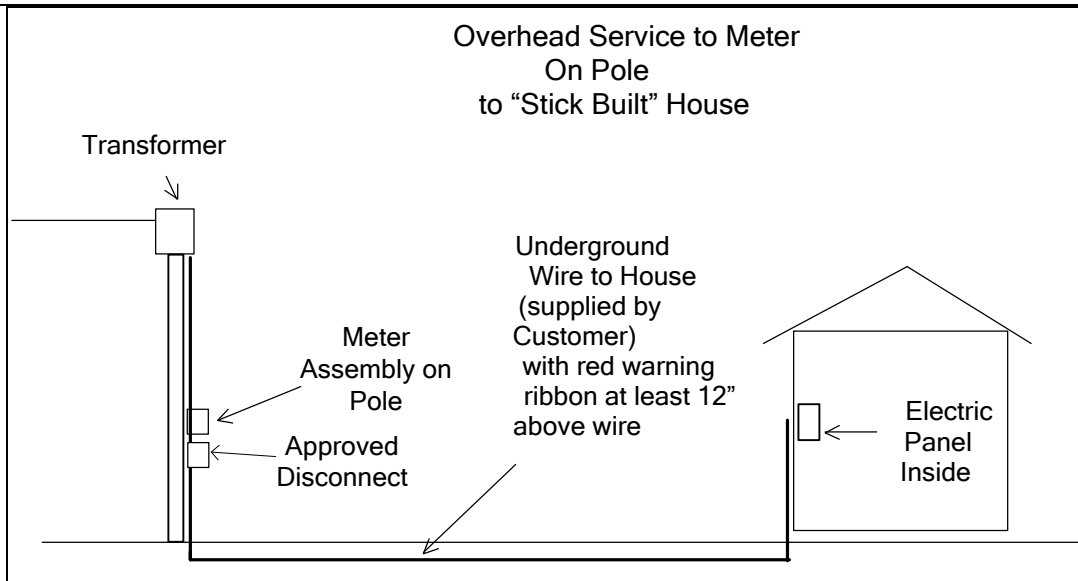 Overhead Service to Meter
On Pole
to “Stick Built” House
Transformer
Underground
Wire to House
(supplied by
Customer)
with red warning
ribbon at least 12”
above wire
Meter
Assembly on
Pole
Approved
Disconnect
Electric
Panel
Inside